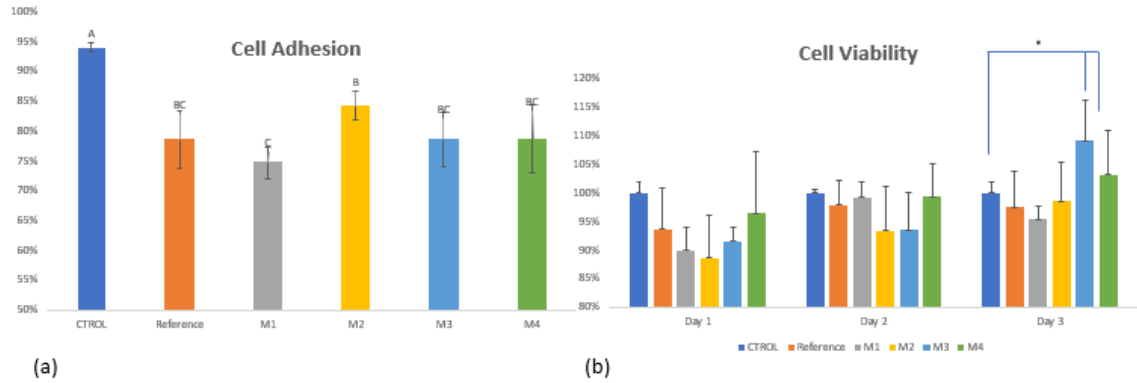 Cell Adhesion
100%
95%
90%
85%
80%
75%
70%
65%
60%
55%
50%
A
BC
C
B
BC
BC
CTROL Reference M1 M2 M3 M4
(a)
Cell Viability
*
120%
115%
110%
105%
100%
95%
90%
85%
80%
Day 1 Day 2 Day 3
CTROL Reference M1 M2 M3 M4
(b)